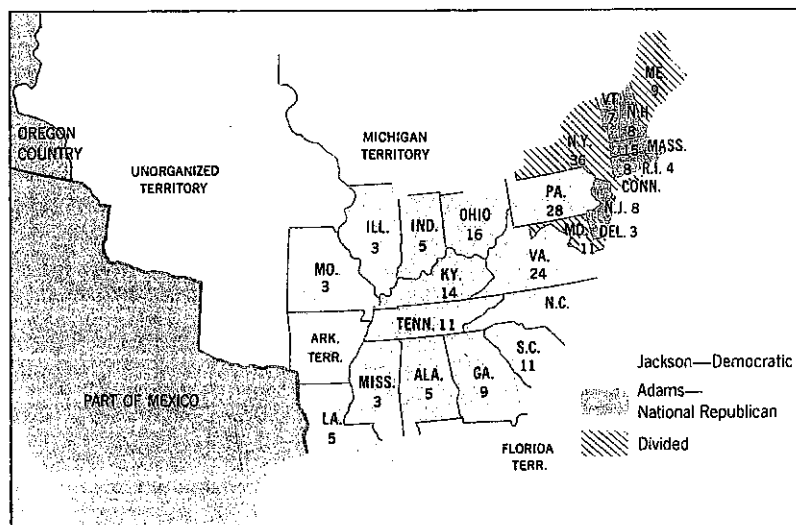 OREGON
COUNTRY
UNORGANIZED
TERRITORY
PART OF MEXICO
MICHIGAN
TERRITORY
ME
9
VT.
7
N.H
8
N.Y.
36
15
MASS.
8
R.I. 4
CONN.
PA.
28
N.J. 8
MD.
11
DEL. 3
ILL.
3
IND.
5
OHIO
16
VA.
24
MO.
3
KY.
14
N.C.
ARK.
TERR.
TENN. 11
S.C.
11
MISS.
3
ALA.
5
GA.
9
LA.
5
FLORIDA
TERR.
Jackson—Democratic
Adams—
National Republican
Divided